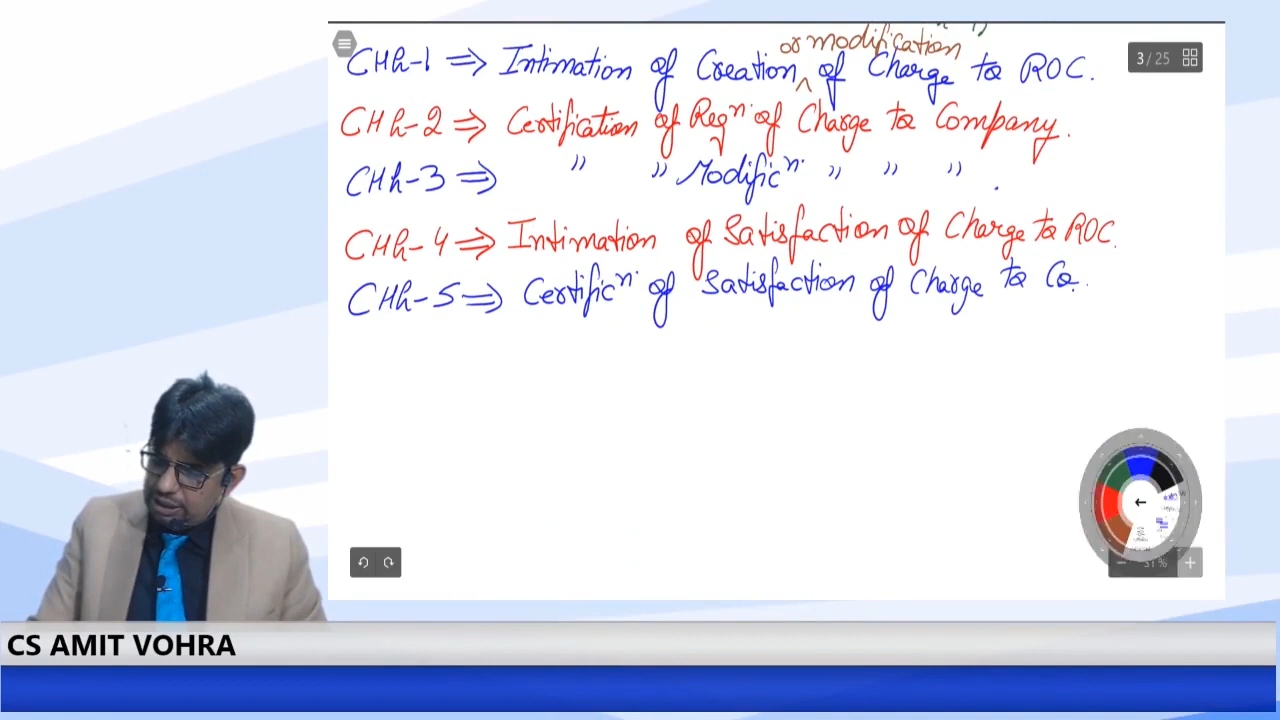 or modification
CHG-1 ⇒ Intimation of Creation ^ of Charge to ROC.
3 / 25
CHG-2 ⇒ Certification of Regn. of Charge to Company.
CHG-3 ⇒ " " Modificn. " " " .
CHG-4 ⇒ Intimation of Satisfaction of Charge to ROC.
CHG-5 ⇒ Certificn. of Satisfaction of Charge to Co.
31 %
CS AMIT VOHRA